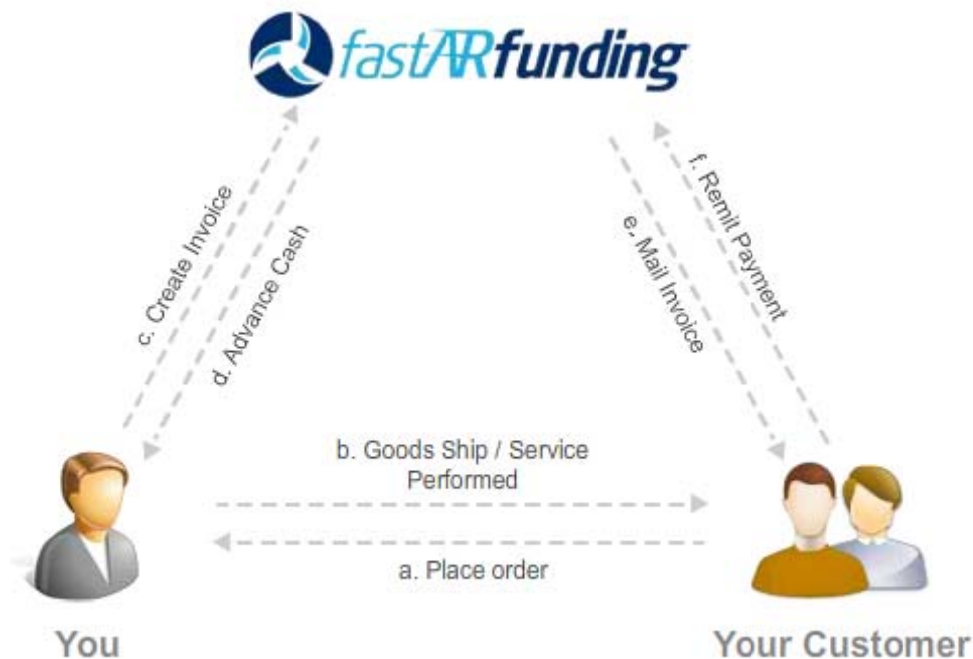 fastARfunding
c. Create Invoice
d. Advance Cash
e. Mail Invoice
f. Remit Payment
b. Goods Ship / Service
Performed
a. Place order
You
Your Customer